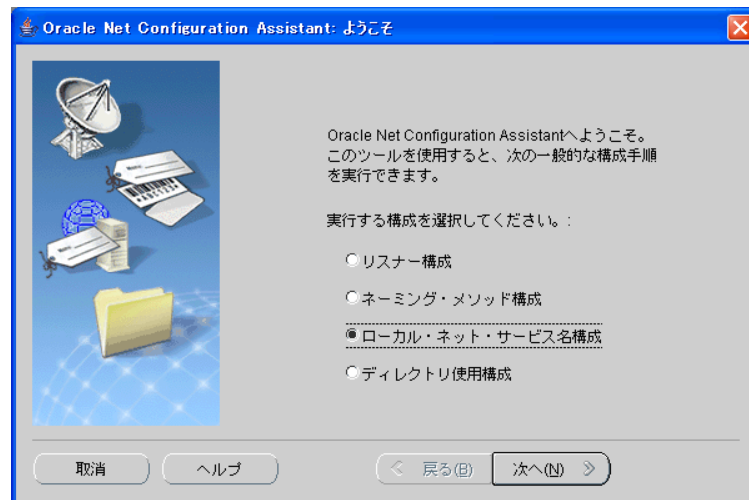 Oracle Net Configuration Assistant: ようこそ
Oracle Net Configuration Assistantへようこそ。
このツールを使用すると、次の一般的な構成手順
を実行できます。
実行する構成を選択してください。:
リスナー構成
ネーミング・メソッド構成
ローカル・ネット・サービス名構成
ディレクトリ使用構成
取消
ヘルプ
戻る(B)
次へ(N)